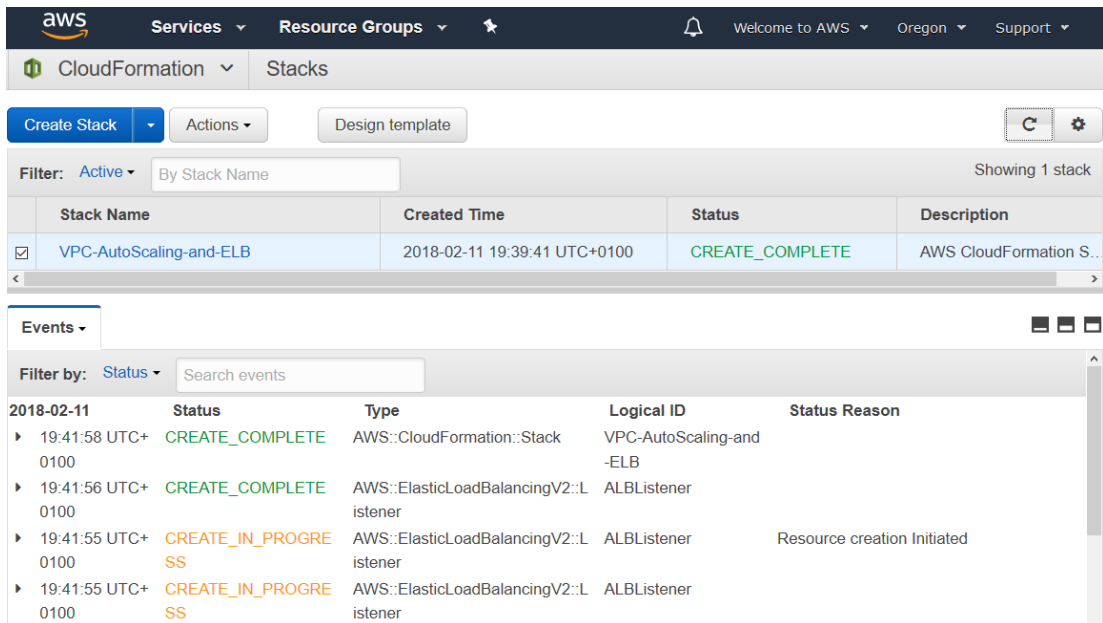 aws Services Resource Groups Welcome to AWS Oregon Support
CloudFormation Stacks
Create Stack Actions Design template
Filter: Active By Stack Name Showing 1 stack
Stack Name Created Time Status Description
VPC-AutoScaling-and-ELB 2018-02-11 19:39:41 UTC+0100 CREATE_COMPLETE AWS CloudFormation S...
Events
Filter by: Status Search events
2018-02-11 Status Type Logical ID Status Reason
19:41:58 UTC+ CREATE_COMPLETE AWS::CloudFormation::Stack VPC-AutoScaling-and
0100 -ELB
19:41:56 UTC+ CREATE_COMPLETE AWS::ElasticLoadBalancingV2::L ALBListener
0100 istener
19:41:55 UTC+ CREATE_IN_PROGRE AWS::ElasticLoadBalancingV2::L ALBListener Resource creation Initiated
0100 SS istener
19:41:55 UTC+ CREATE_IN_PROGRE AWS::ElasticLoadBalancingV2::L ALBListener
0100 SS istener